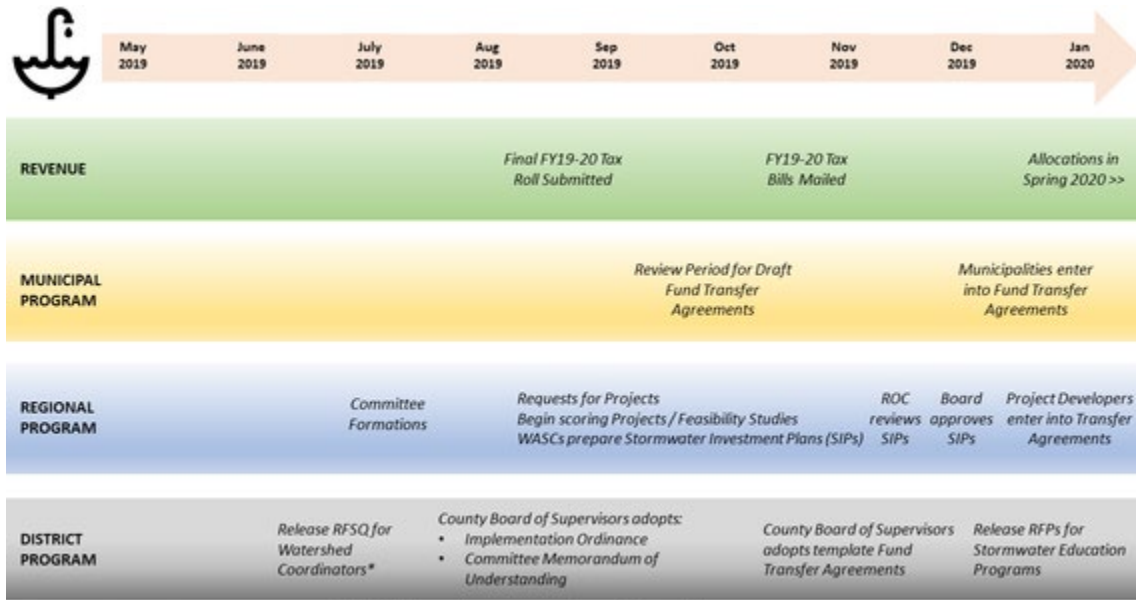 May June July Aug Sep Oct Nov Dec Jan
2019 2019 2019 2019 2019 2019 2019 2019 2020
REVENUE
Final FY19-20 Tax
Roll Submitted
FY19-20 Tax
Bills Mailed
Allocations in
Spring 2020 >>
MUNICIPAL
PROGRAM
Review Period for Draft
Fund Transfer
Agreements
Municipalities enter
into Fund Transfer
Agreements
REGIONAL
PROGRAM
Committee
Formations
Requests for Projects
Begin scoring Projects / Feasibility Studies
WASCs prepare Stormwater Investment Plans (SIPs)
ROC
reviews
SIPs
Board
approves
SIPs
Project Developers
enter into Transfer
Agreements
DISTRICT
PROGRAM
Release RFSQ for
Watershed
Coordinators*
County Board of Supervisors adopts:
• Implementation Ordinance
• Committee Memorandum of
Understanding
County Board of Supervisors
adopts template Fund
Transfer Agreements
Release RFPs for
Stormwater Education
Programs